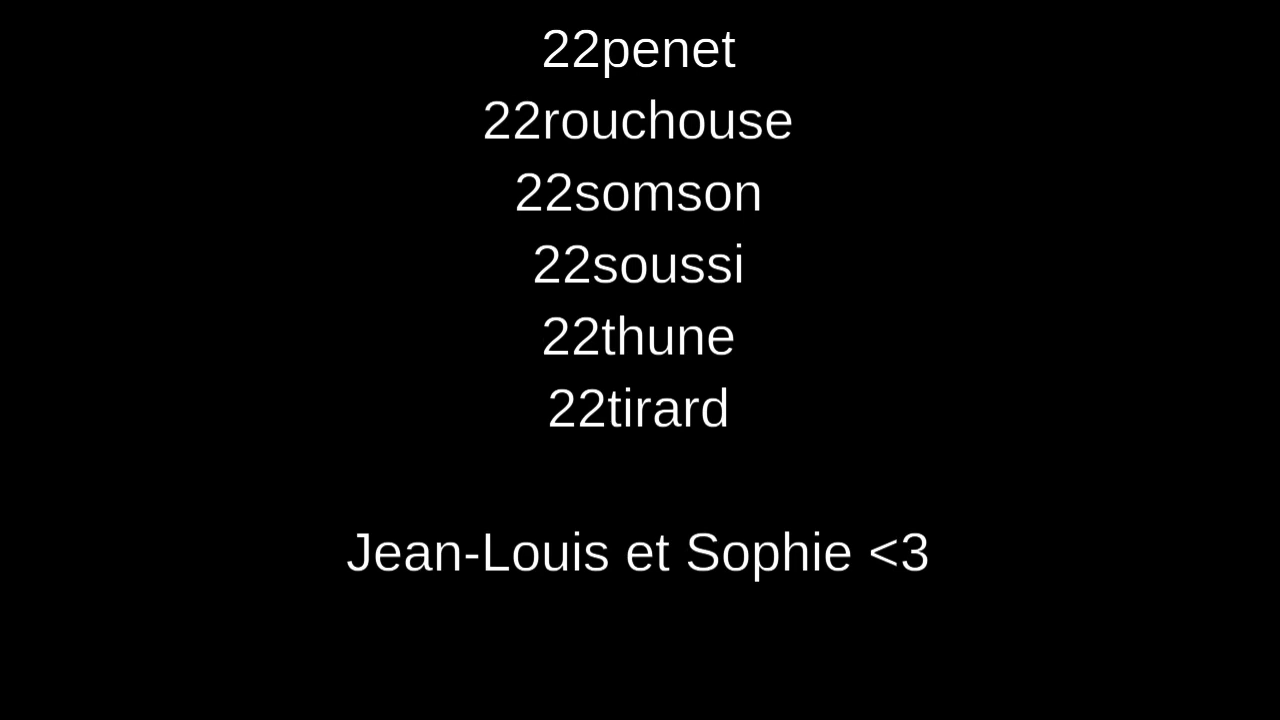 22penet
22rouchouse
22somson
22soussi
22thune
22tirard
Jean-Louis et Sophie <3